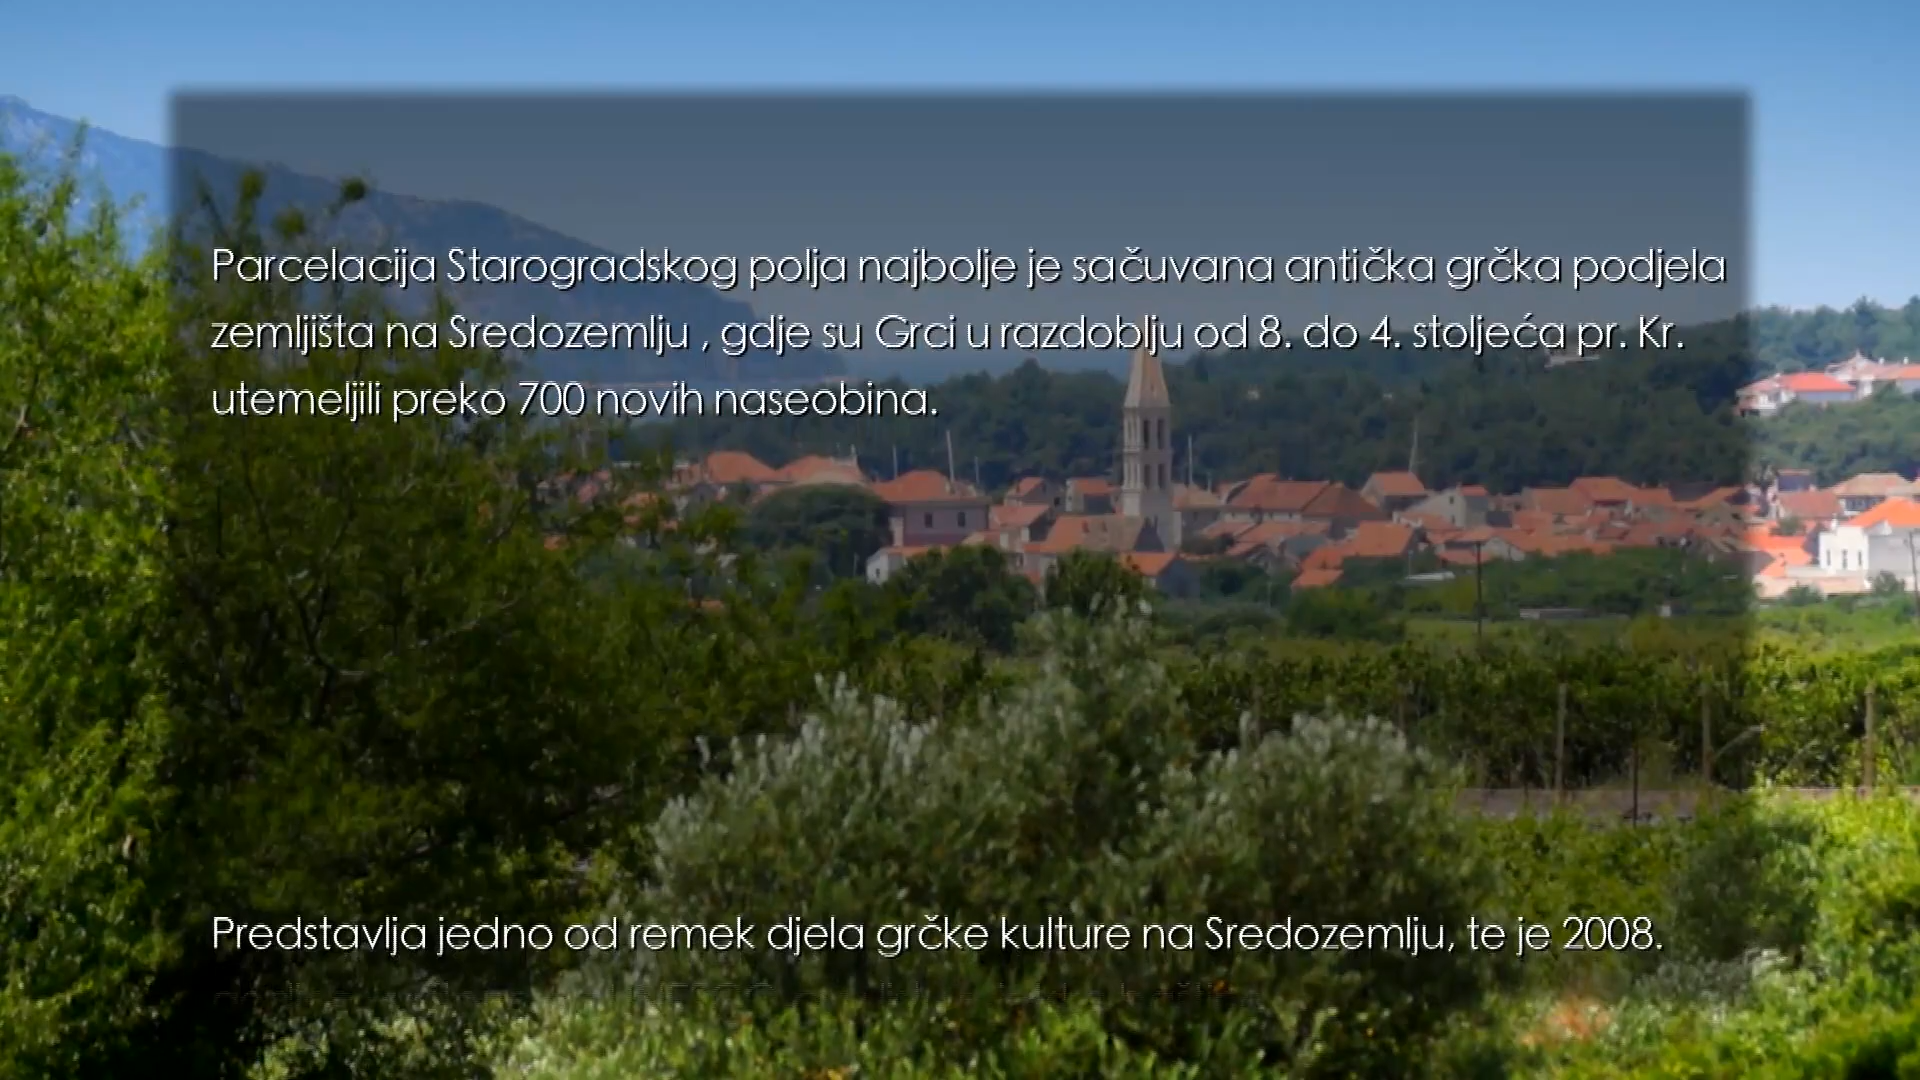 Parcelacija Starogradskog polja najbolje je sačuvana antička grčka podjela
zemljišta na Sredozemlju , gdje su Grci u razdoblju od 8. do 4. stoljeća pr. Kr.
utemeljili preko 700 novih naseobina.
Predstavlja jedno od remek djela grčke kulture na Sredozemlju, te je 2008.